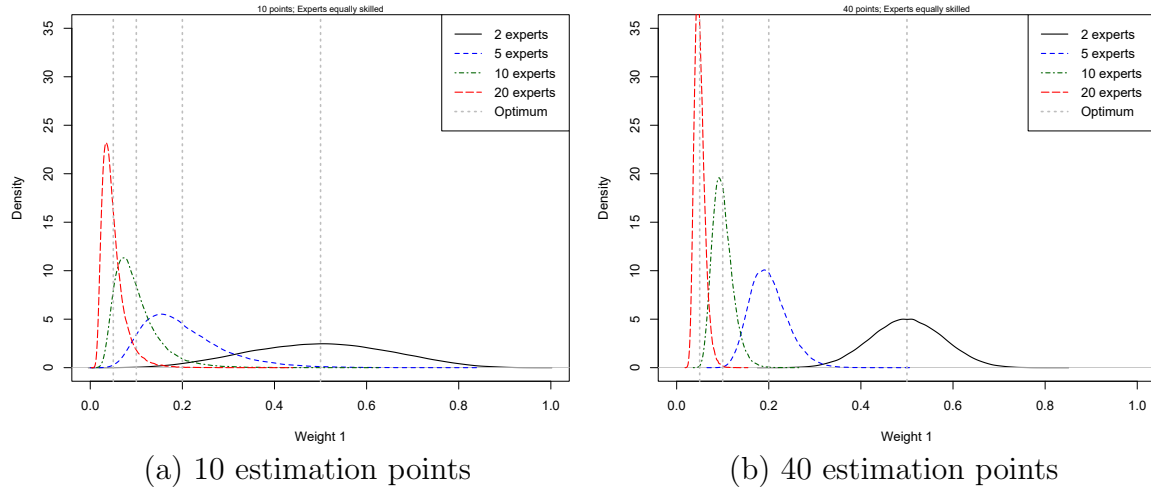 10 points; Experts equally skilled
35
30
25
20
15
10
5
0
Density
0.0 0.2 0.4 0.6 0.8 1.0
Weight 1
2 experts
5 experts
10 experts
20 experts
Optimum
(a) 10 estimation points
40 points; Experts equally skilled
35
30
25
20
15
10
5
0
Density
0.0 0.2 0.4 0.6 0.8 1.0
Weight 1
2 experts
5 experts
10 experts
20 experts
Optimum
(b) 40 estimation points